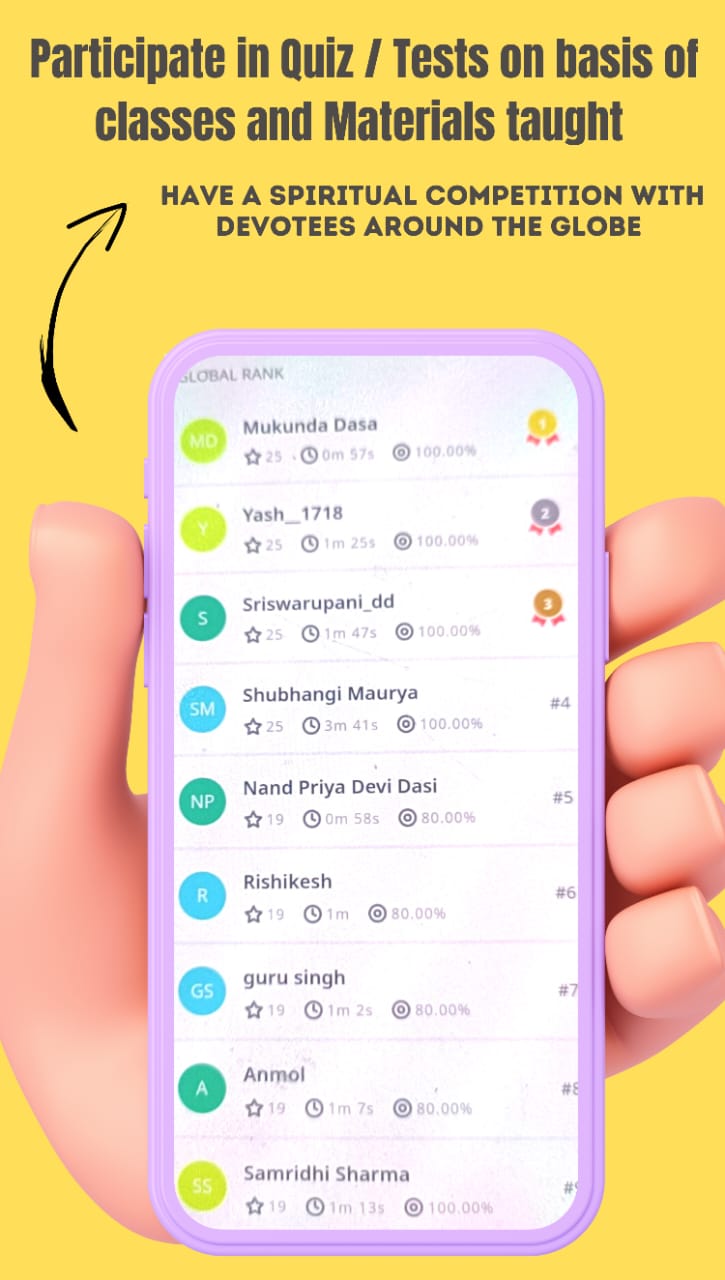 Participate in Quiz / Tests on basis of
classes and Materials taught
HAVE A SPIRITUAL COMPETITION WITH
DEVOTEES AROUND THE GLOBE
GLOBAL RANK
MD Mukunda Dasa 1
25 0m 57s 100.00%
Y Yash__1718 2
25 1m 25s 100.00%
S Sriswarupani_dd 3
25 1m 47s 100.00%
SM Shubhangi Maurya #4
25 3m 41s 100.00%
NP Nand Priya Devi Dasi #5
19 0m 58s 80.00%
R Rishikesh #6
19 1m 80.00%
GS guru singh #7
19 1m 2s 80.00%
A Anmol #8
19 1m 7s 80.00%
SS Samridhi Sharma #9
19 1m 13s 100.00%